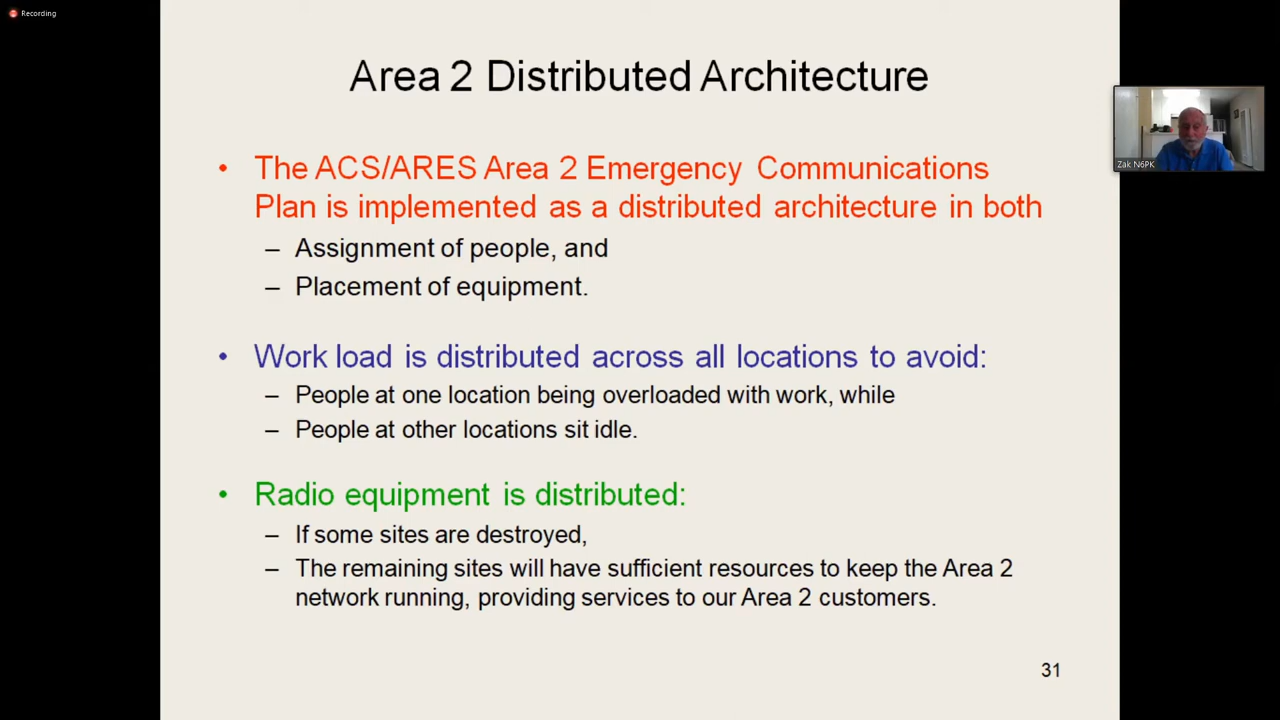 Recording
Area 2 Distributed Architecture
Zak N6PK
• The ACS/ARES Area 2 Emergency Communications
Plan is implemented as a distributed architecture in both
– Assignment of people, and
– Placement of equipment.
• Work load is distributed across all locations to avoid:
– People at one location being overloaded with work, while
– People at other locations sit idle.
• Radio equipment is distributed:
– If some sites are destroyed,
– The remaining sites will have sufficient resources to keep the Area 2
network running, providing services to our Area 2 customers.
31